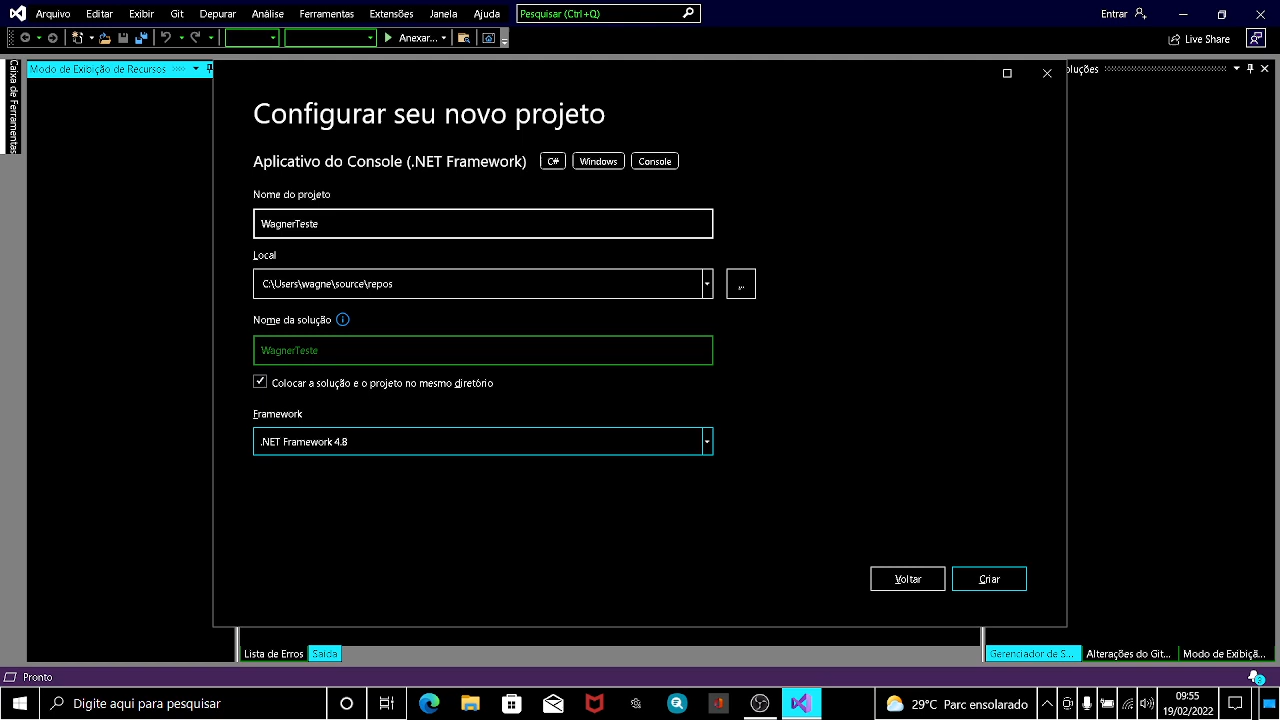 Arquivo Editar Exibir Git Depurar Análise Ferramentas Extensões Janela Ajuda Pesquisar (Ctrl+Q) Entrar
Anexar... Live Share
Caixa de Ferramentas
Modo de Exibição de Recursos
oluções
Configurar seu novo projeto
Aplicativo do Console (.NET Framework) C# Windows Console
Nome do projeto
WagnerTeste
Local
C:\Users\wagne\source\repos
...
Nome da solução
WagnerTeste
Colocar a solução e o projeto no mesmo diretório
Framework
.NET Framework 4.8
Voltar Criar
Lista de Erros Saída
Gerenciador de S... Alterações do Git... Modo de Exibiçã...
Pronto
Digite aqui para pesquisar
29°C Parc ensolarado
09:55
19/02/2022